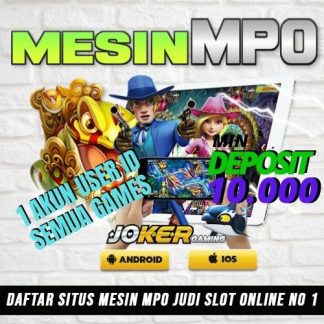 MESINMPO
1 AKUN USER ID
SEMUA GAMES
MIN
DEPOSIT
10.000
JOKER
GAMING
ANDROID
IOS
DAFTAR SITUS MESIN MPO JUDI SLOT ONLINE NO 1